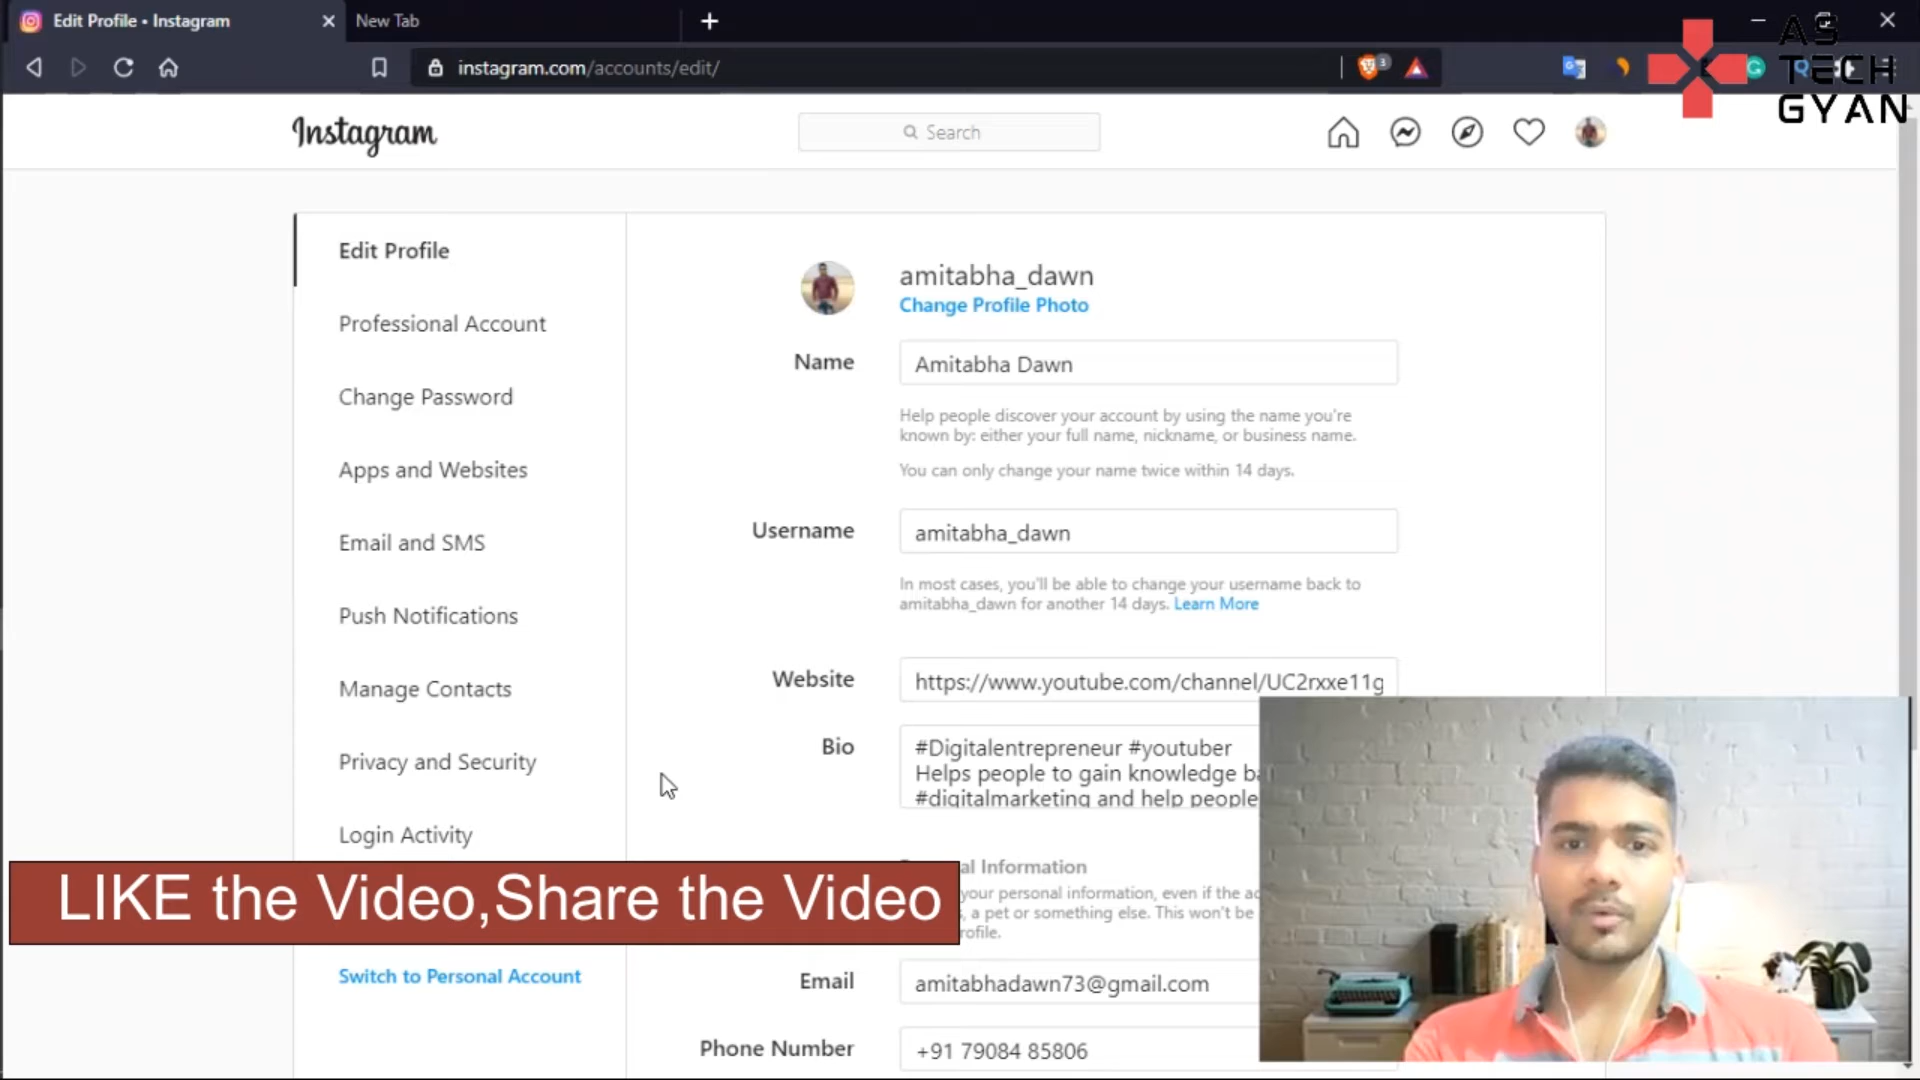 Edit Profile • Instagram
New Tab
instagram.com/accounts/edit/
3
AS
TECH
GYAN
Instagram
Search
Edit Profile
Professional Account
Change Password
Apps and Websites
Email and SMS
Push Notifications
Manage Contacts
Privacy and Security
Login Activity
Switch to Personal Account
amitabha_dawn
Change Profile Photo
Name
Amitabha Dawn
Help people discover your account by using the name you're
known by: either your full name, nickname, or business name.
You can only change your name twice within 14 days.
Username
amitabha_dawn
In most cases, you'll be able to change your username back to
amitabha_dawn for another 14 days. Learn More
Website
https://www.youtube.com/channel/UC2rxxe11g
Bio
#Digitalentrepreneur #youtuber
Helps people to gain knowledge
#digitalmarketing and help people
Information
your personal information, even if the
a pet or something else. This won't be
LIKE the Video,Share the Video
Email
amitabhadawn73@gmail.com
Phone Number
+91 79084 85806